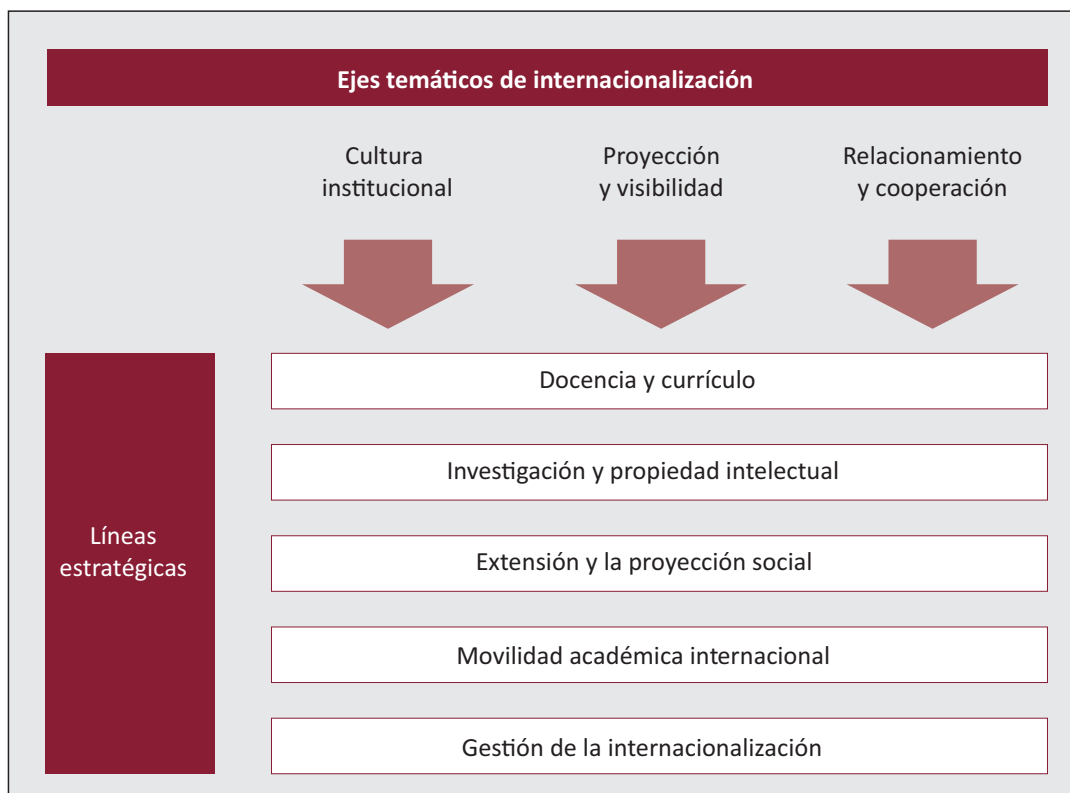 Ejes temáticos de internacionalización
Cultura
institucional
Proyección
y visibilidad
Relacionamiento
y cooperación
Líneas
estratégicas
Docencia y currículo
Investigación y propiedad intelectual
Extensión y la proyección social
Movilidad académica internacional
Gestión de la internacionalización